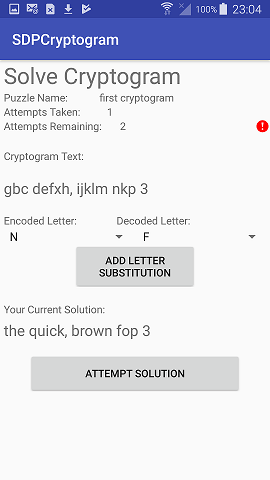 100% 23:04
SDPCryptogram
Solve Cryptogram
Puzzle Name: first cryptogram
Attempts Taken: 1
Attempts Remaining: 2
Cryptogram Text:
gbc defxh, ijklm nkp 3
Encoded Letter: Decoded Letter:
N F
ADD LETTER
SUBSTITUTION
Your Current Solution:
the quick, brown fop 3
ATTEMPT SOLUTION